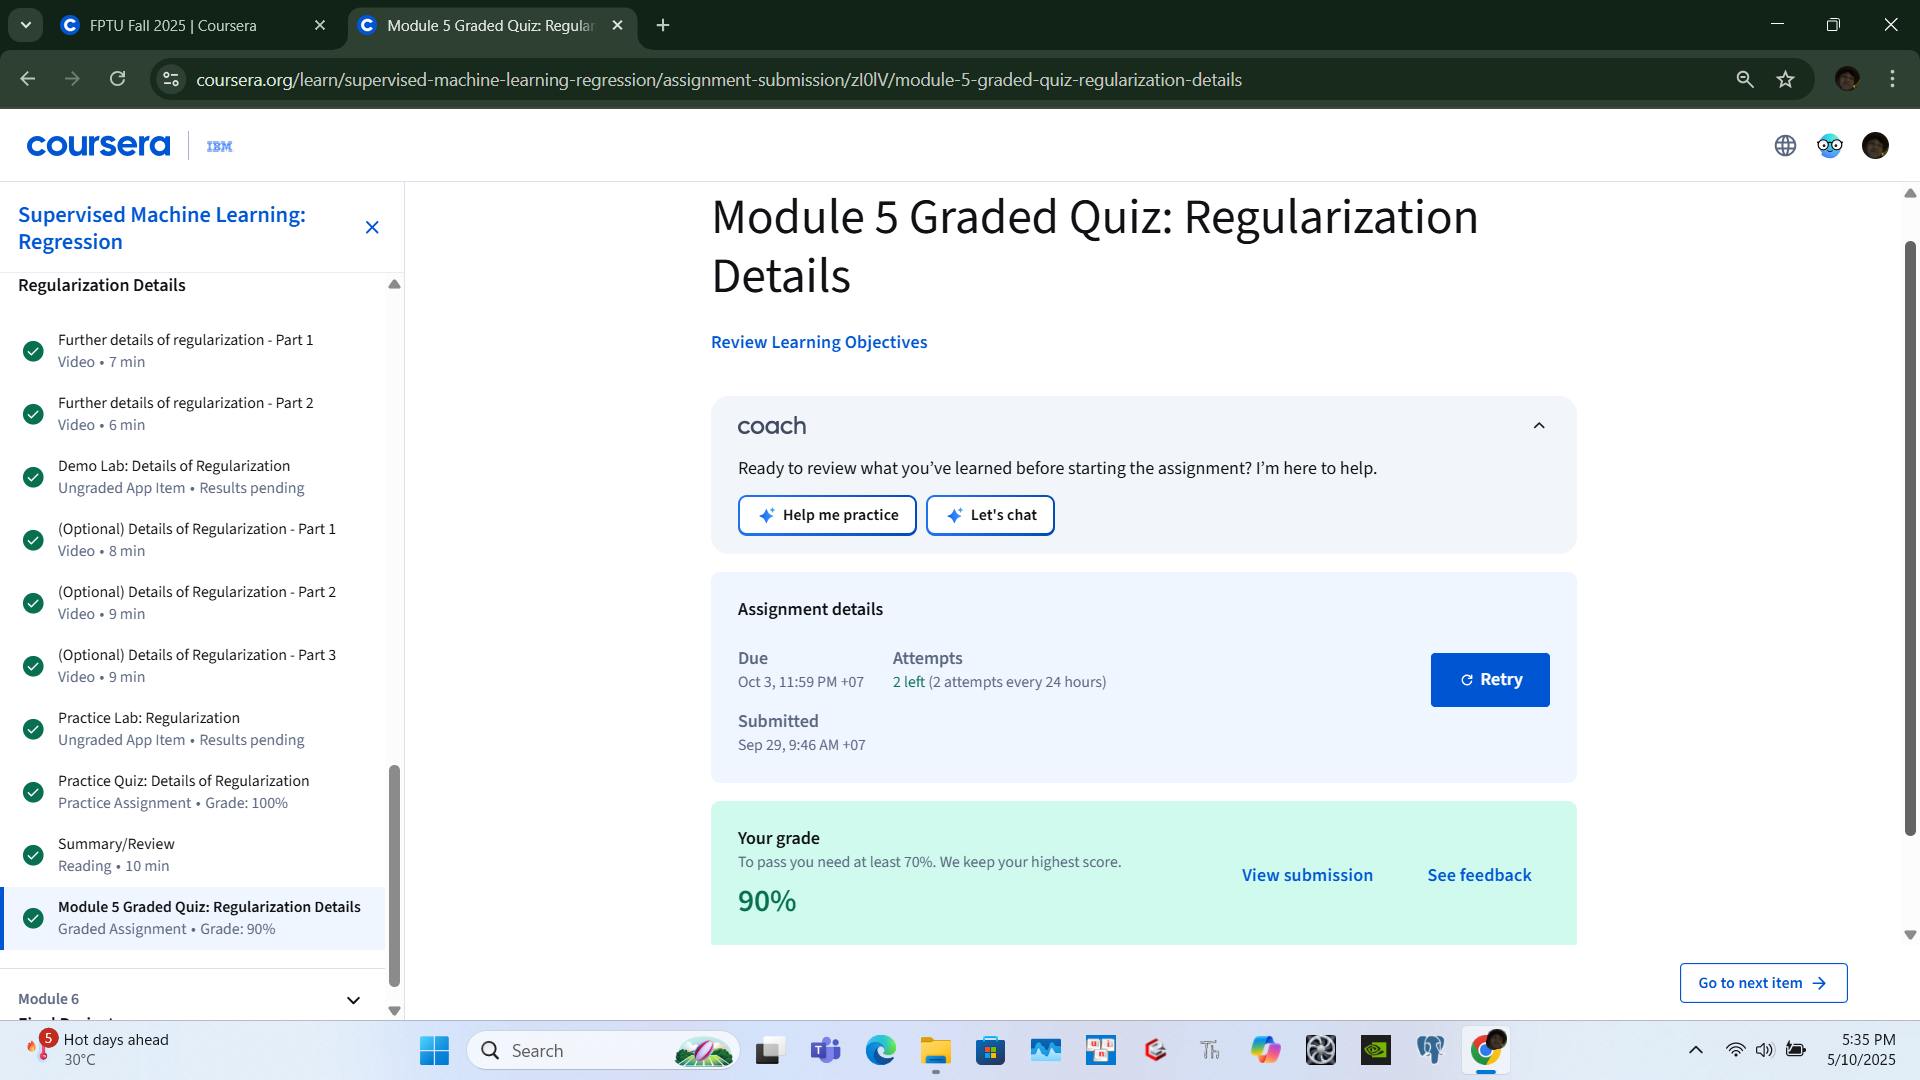 FPTU Fall 2025 | Coursera
Module 5 Graded Quiz: Regular
coursera.org/learn/supervised-machine-learning-regression/assignment-submission/zI0lV/module-5-graded-quiz-regularization-details
coursera
IBM
Supervised Machine Learning:
Regression
Regularization Details
Further details of regularization - Part 1
Video • 7 min
Further details of regularization - Part 2
Video • 6 min
Demo Lab: Details of Regularization
Ungraded App Item • Results pending
(Optional) Details of Regularization - Part 1
Video • 8 min
(Optional) Details of Regularization - Part 2
Video • 9 min
(Optional) Details of Regularization - Part 3
Video • 9 min
Practice Lab: Regularization
Ungraded App Item • Results pending
Practice Quiz: Details of Regularization
Practice Assignment • Grade: 100%
Summary/Review
Reading • 10 min
Module 5 Graded Quiz: Regularization Details
Graded Assignment • Grade: 90%
Module 6
Module 5 Graded Quiz: Regularization
Details
Review Learning Objectives
coach
Ready to review what you’ve learned before starting the assignment? I’m here to help.
Help me practice
Let's chat
Assignment details
Due
Oct 3, 11:59 PM +07
Attempts
2 left (2 attempts every 24 hours)
Submitted
Sep 29, 9:46 AM +07
Retry
Your grade
To pass you need at least 70%. We keep your highest score.
90%
View submission
See feedback
Go to next item
5
Hot days ahead
30°C
Search
Th
5:35 PM
5/10/2025